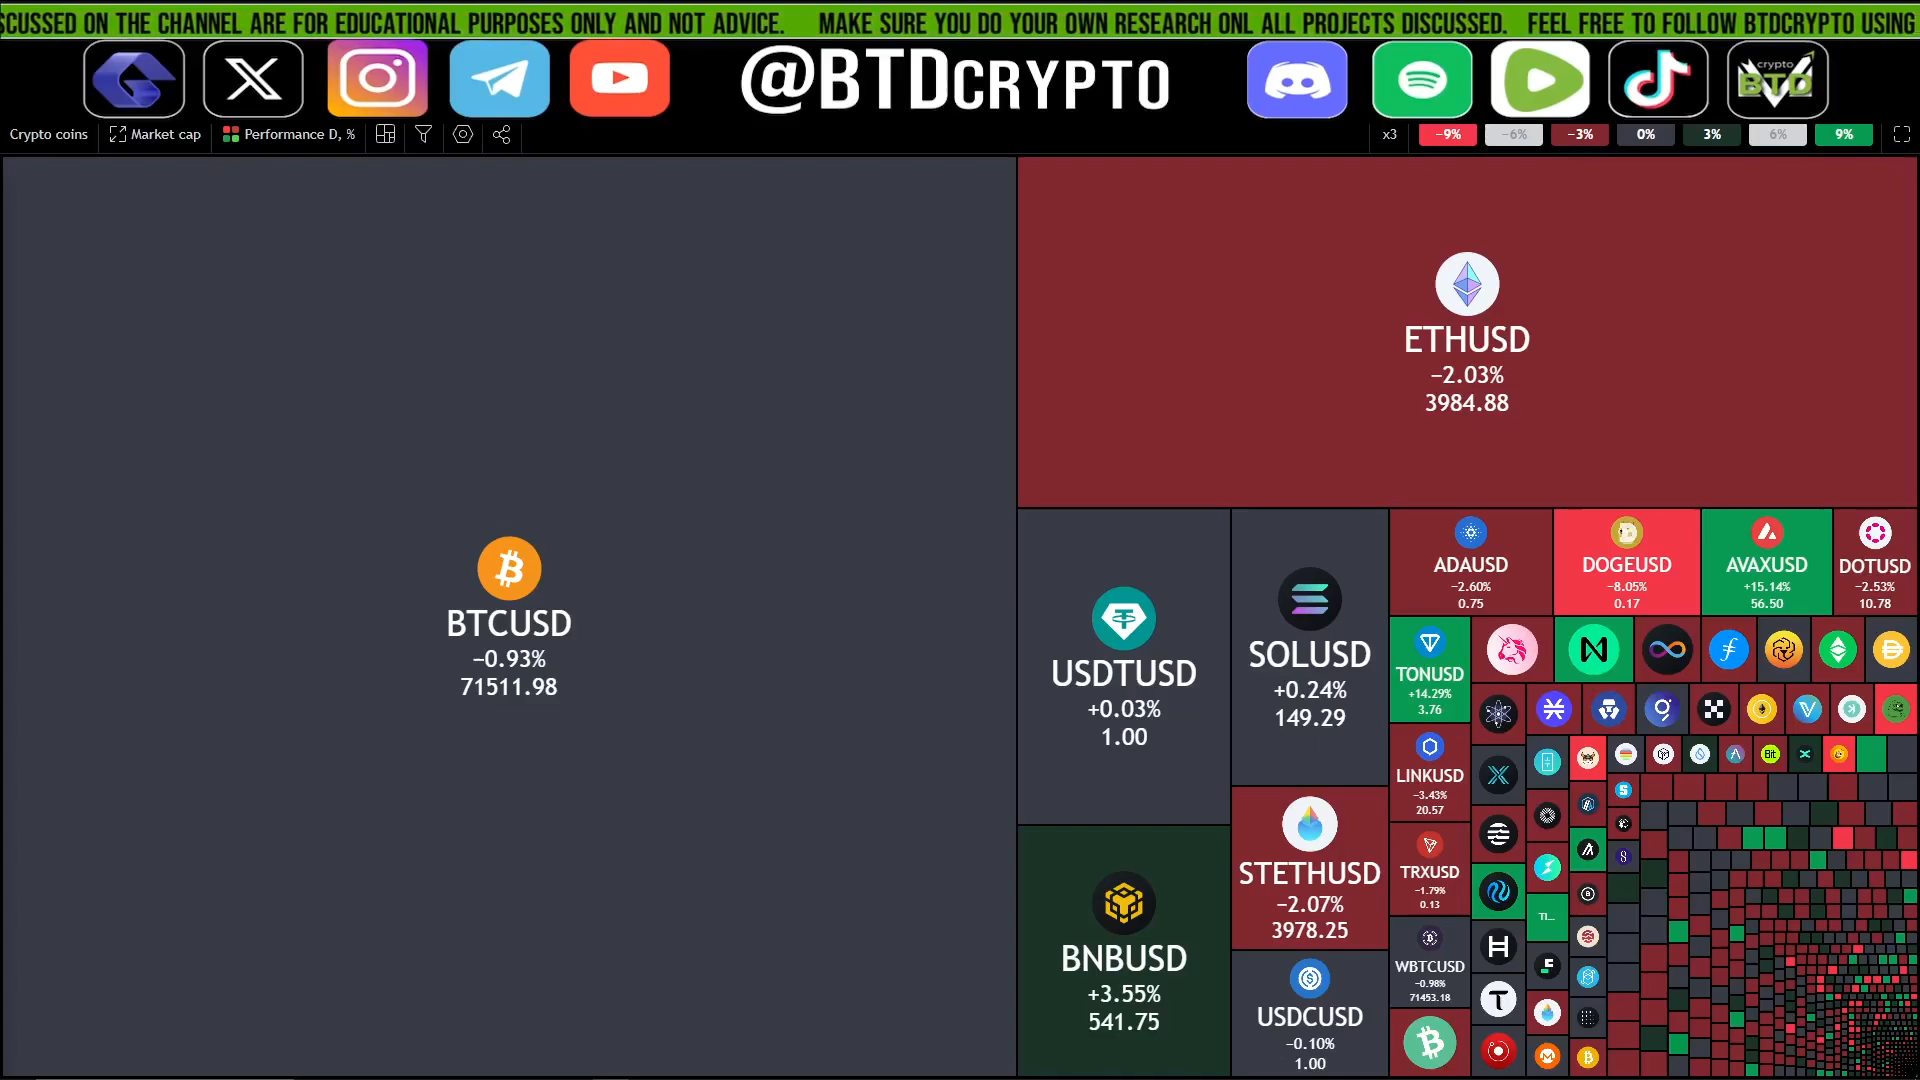 SCUSSED ON THE CHANNEL ARE FOR EDUCATIONAL PURPOSES ONLY AND NOT ADVICE. MAKE SURE YOU DO YOUR OWN RESEARCH ONL ALL PROJECTS DISCUSSED. FEEL FREE TO FOLLOW BTDCRYPTO USING
@BTDCRYPTO
crypto
BTD
Crypto coins Market cap Performance D, % x3 −9% −6% −3% 0% 3% 6% 9%
BTCUSD
−0.93%
71511.98
ETHUSD
−2.03%
3984.88
USDTUSD
+0.03%
1.00
BNBUSD
+3.55%
541.75
SOLUSD
+0.24%
149.29
STETHUSD
−2.07%
3978.25
USDCUSD
−0.10%
1.00
ADAUSD
−2.60%
0.75
DOGEUSD
−8.05%
0.17
AVAXUSD
+15.14%
56.50
DOTUSD
−2.53%
10.78
TONUSD
+14.29%
3.76
LINKUSD
−3.43%
20.57
TRXUSD
−1.79%
0.13
WBTCUSD
−0.98%
71453.18
TI...
Bit